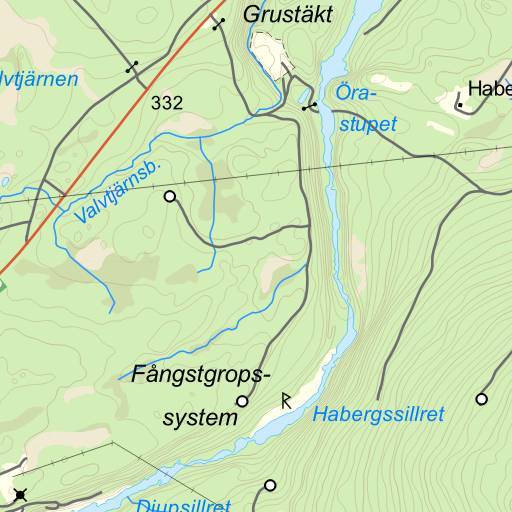 Grustäkt
lvtjärnen
332
Öra-
stupet
Habe
Valvtjärnsb.
Fångstgrops-
system
Habergssillret
Djupsillret